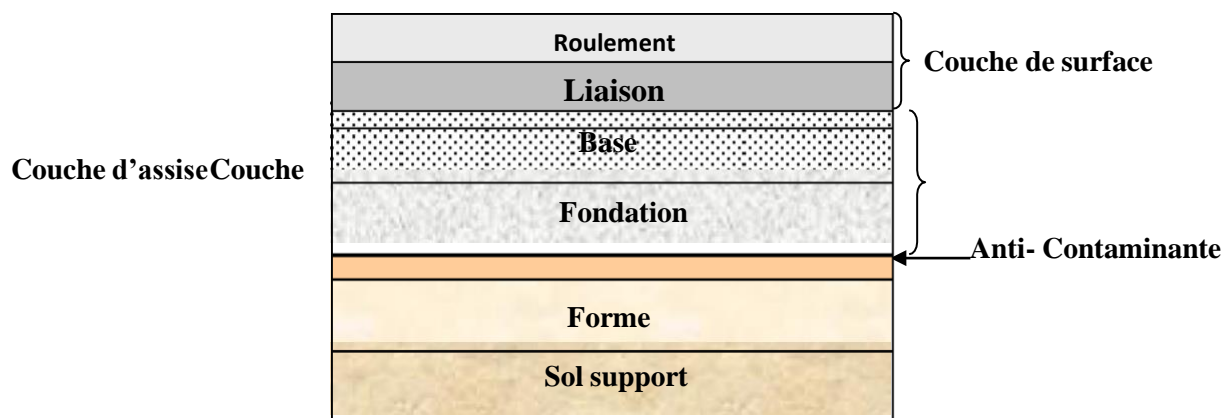 Roulement
Couche de surface
Liaison
Base
Couche d'assiseCouche
Fondation
Anti- Contaminante
Forme
Sol support